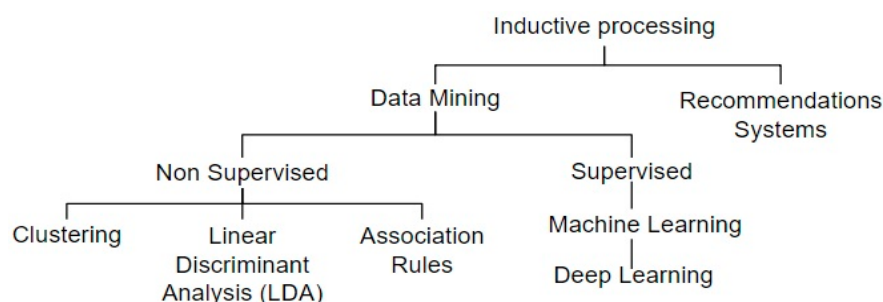 Inductive processing
Data Mining
Recommendations
Systems
Non Supervised
Supervised
Clustering
Linear
Discriminant
Analysis (LDA)
Association
Rules
Machine Learning
Deep Learning